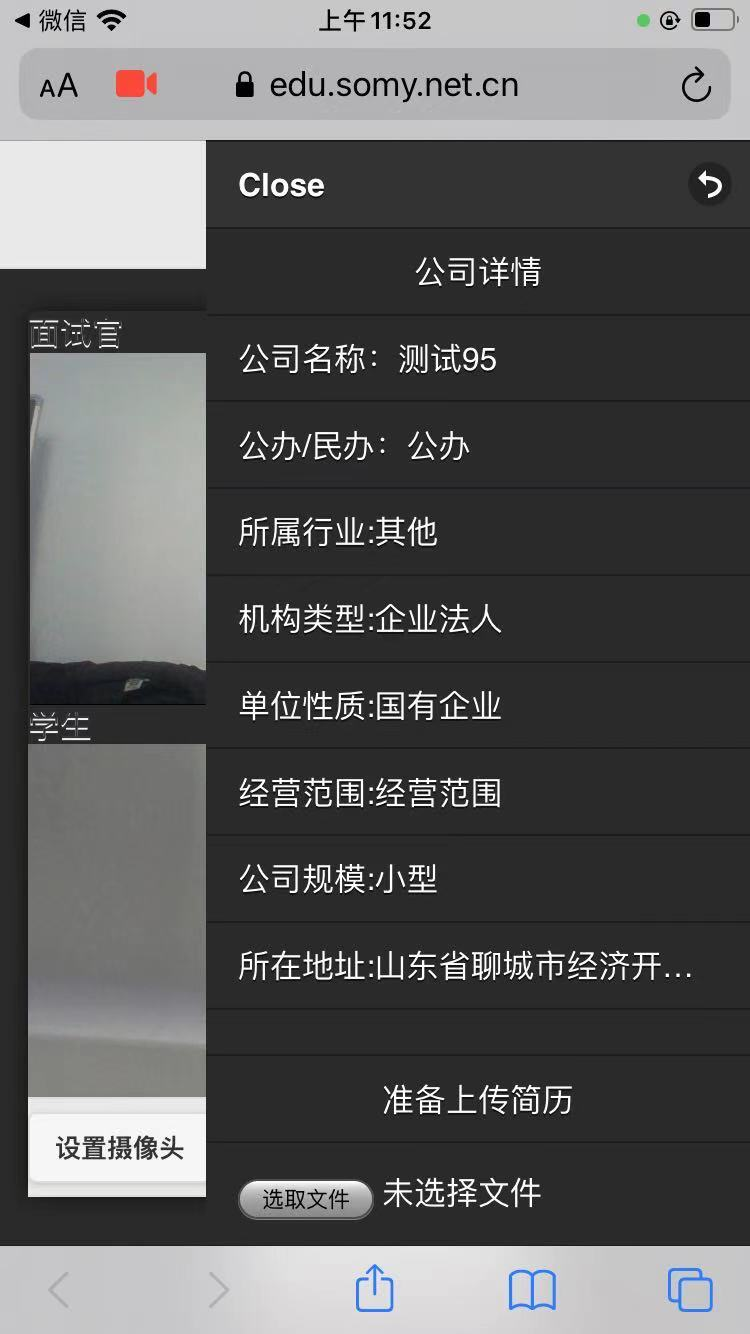 微信
上午11:52
AA
edu.somy.net.cn
Close
公司详情
面试官
公司名称：测试95
公办/民办：公办
所属行业:其他
机构类型:企业法人
单位性质:国有企业
学生
经营范围:经营范围
公司规模:小型
所在地址:山东省聊城市经济开...
准备上传简历
设置摄像头
选取文件 未选择文件